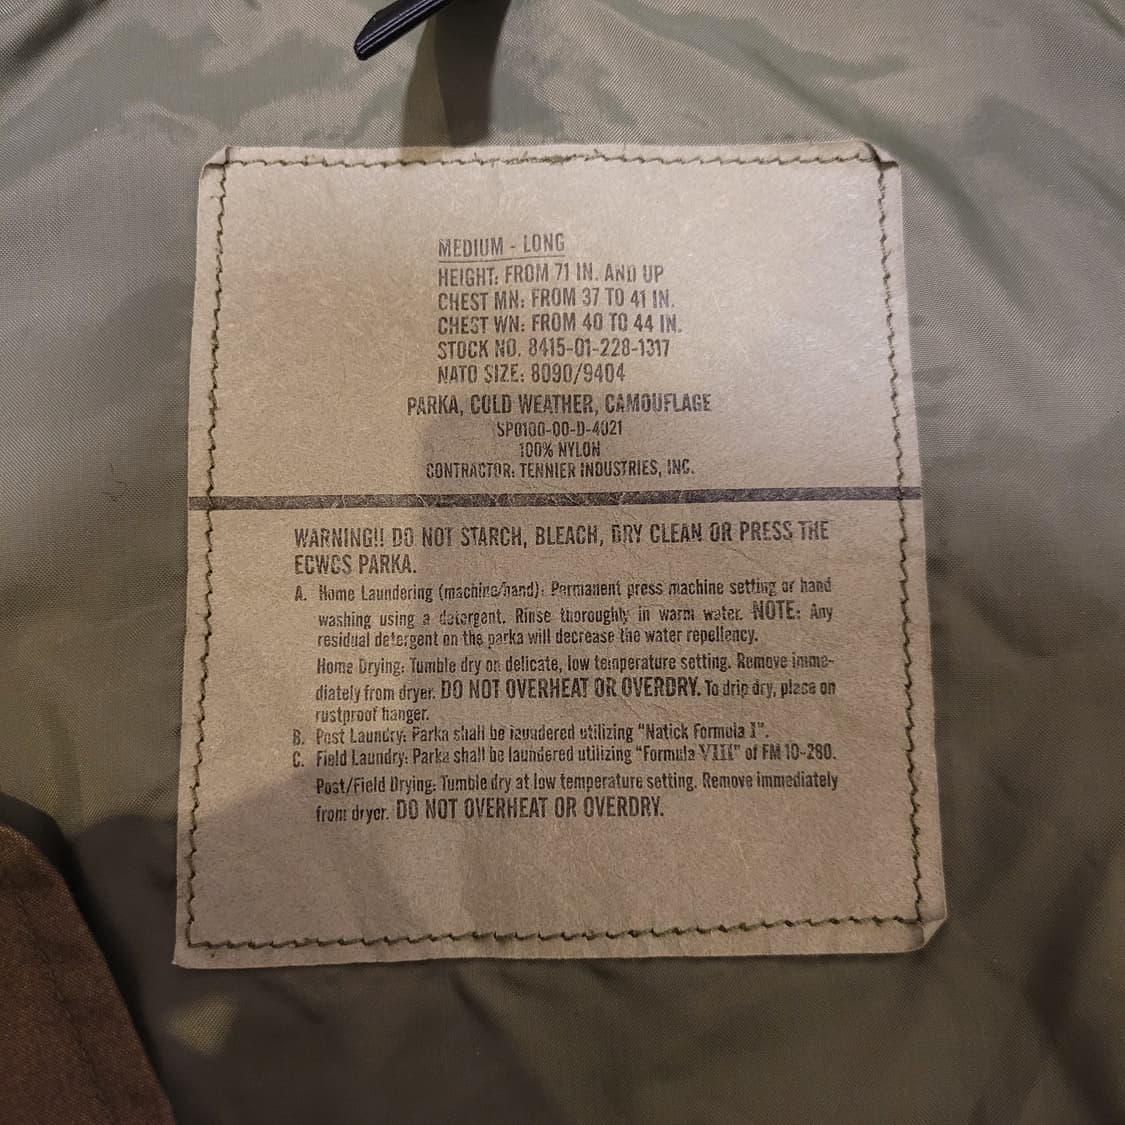 MEDIUM - LONG
HEIGHT: FROM 71 IN. AND UP
CHEST MN: FROM 37 TO 41 IN.
CHEST WN: FROM 40 TO 44 IN.
STOCK NO. 8415-01-228-1317
NATO SIZE: 8090/9404
PARKA, COLD WEATHER, CAMOUFLAGE
SP0100-00-D-4021
100% NYLON
CONTRACTOR: TENNIER INDUSTRIES, INC.
WARNING!! DO NOT STARCH, BLEACH, DRY CLEAN OR PRESS THE
ECWCS PARKA.
A. Home Laundering (machine/hand): Permanent press machine setting or hand
washing using a detergent. Rinse thoroughly in warm water. NOTE: Any
residual detergent on the parka will decrease the water repellency.
Home Drying: Tumble dry on delicate, low temperature setting. Remove imme-
diately from dryer. DO NOT OVERHEAT OR OVERDRY. To drip dry, place on
rustproof hanger.
B. Post Laundry: Parka shall be laundered utilizing "Natick Formula I".
C. Field Laundry: Parka shall be laundered utilizing "Formula VIII" of FM 10-280.
Post/Field Drying: Tumble dry at low temperature setting. Remove immediately
from dryer. DO NOT OVERHEAT OR OVERDRY.